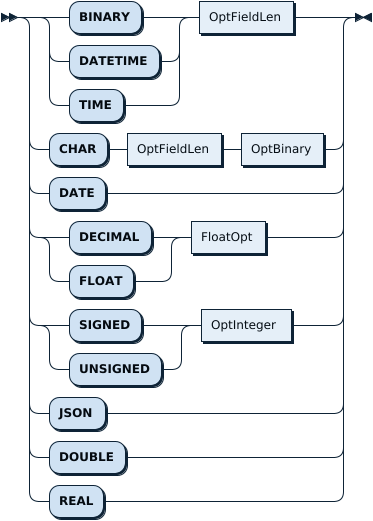 BINARY OptFieldLen
DATETIME
TIME
CHAR OptFieldLen OptBinary
DATE
DECIMAL FloatOpt
FLOAT
SIGNED OptInteger
UNSIGNED
JSON
DOUBLE
REAL